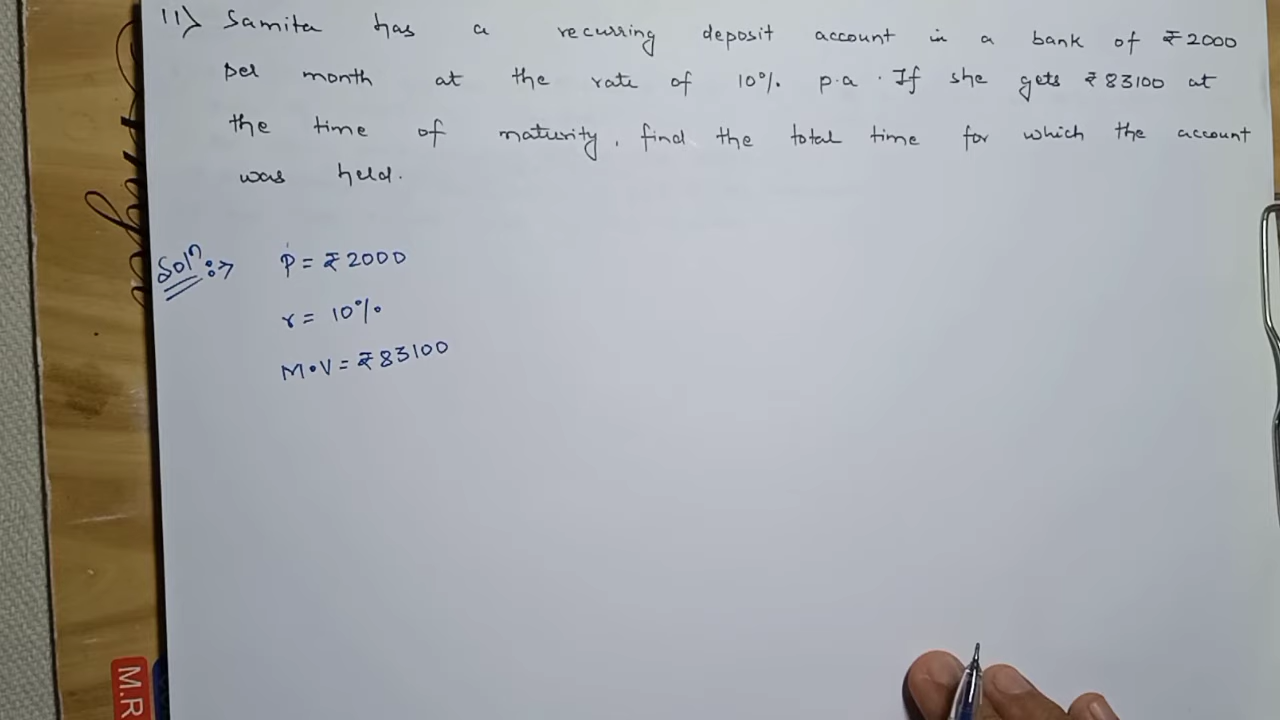 11) Samita has a recurring deposit account in a bank of ₹2000
per month at the rate of 10% p.a. If she gets ₹83100 at
the time of maturity, find the total time for which the account
was held.
Soln :→ P = ₹2000
r = 10%
M.V = ₹83100
M.R